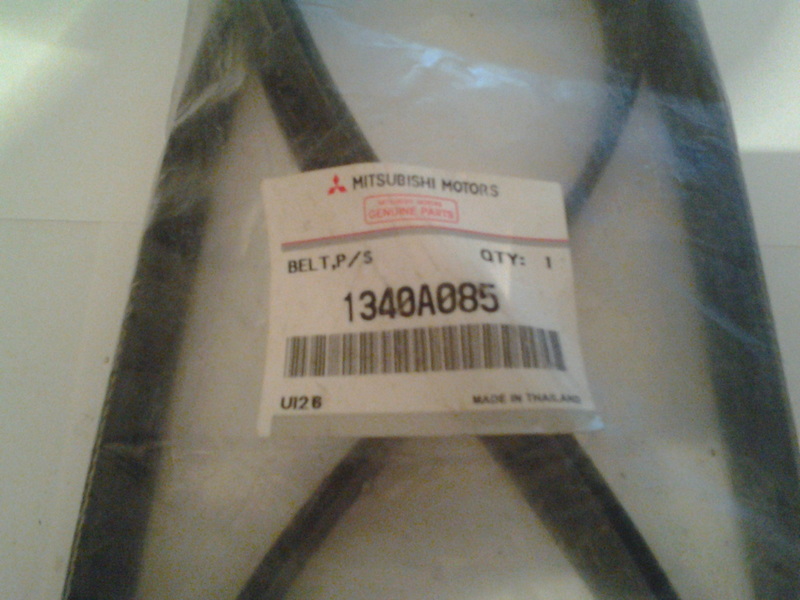 MITSUBISHI MOTORS
GENUINE PARTS
BELT,P/S QTY: 1
1340A085
UI26 MADE IN THAILAND